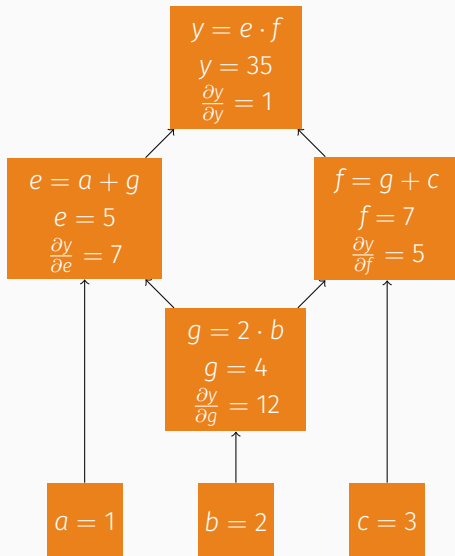 y = e · f
y = 35
∂y/∂y = 1
e = a + g
e = 5
∂y/∂e = 7
f = g + c
f = 7
∂y/∂f = 5
g = 2 · b
g = 4
∂y/∂g = 12
a = 1
b = 2
c = 3